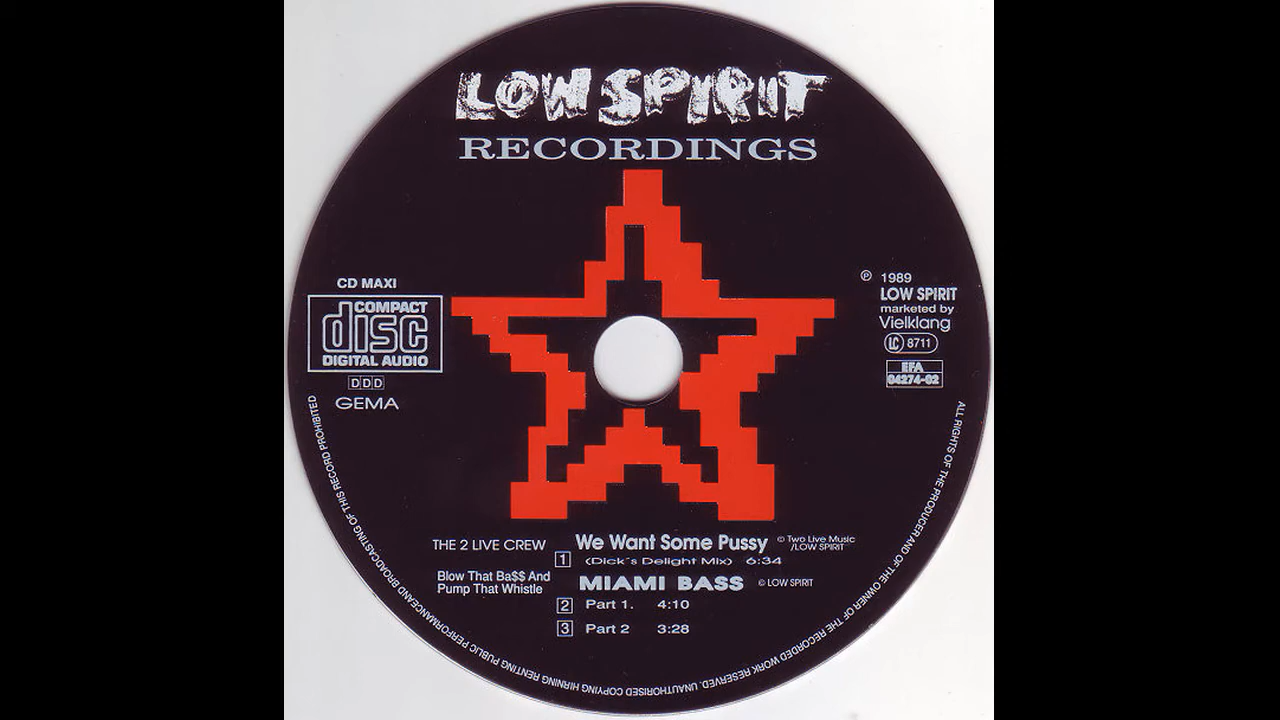 LOW SPIRIT
RECORDINGS
CD MAXI
COMPACT
disc
DIGITAL AUDIO
DDD
GEMA
℗ 1989
LOW SPIRIT
marketed by
Vielklang
LC 8711
EFA
04274-02
THE 2 LIVE CREW We Want Some Pussy © Two Live Music
/LOW SPIRIT
1 (Dick´s Delight Mix) 6:34
Blow That Ba$$ And MIAMI BASS © LOW SPIRIT
Pump That Whistle
2 Part 1. 4:10
3 Part 2 3:28
ALL RIGHTS OF THE PRODUCER AND OF THE OWNER OF THE RECORDED WORK RESERVED. UNAUTHORISED COPYING HIRNING RENTING PUBLIC PERFORMANCEAND BROADCASTING OF THIS RECORD PROHIBITED